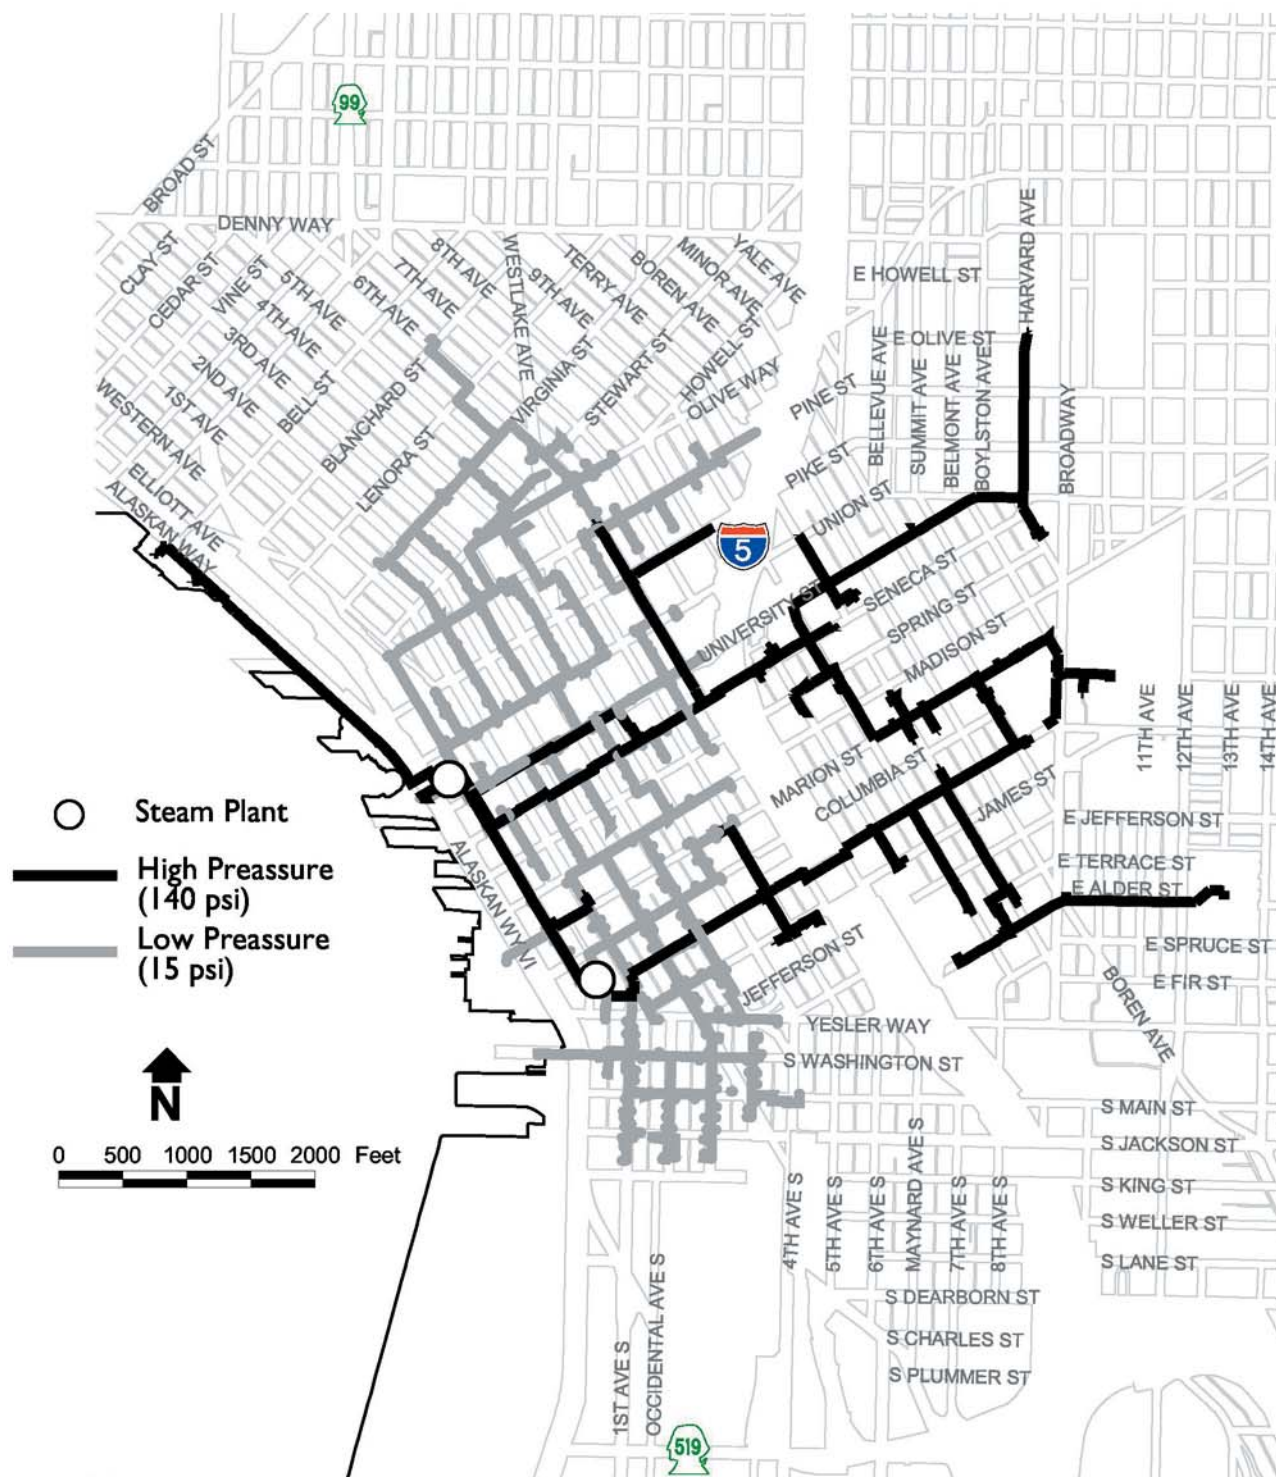 99
BROAD ST
DENNY WAY
CLAY ST
CEDAR ST
VINE ST
5TH AVE
4TH AVE
3RD AVE
2ND AVE
1ST AVE
WESTERN AVE
ELLIOTT AVE
ALASKAN WAY
6TH AVE
7TH AVE
8TH AVE
WESTLAKE AVE
9TH AVE
TERRY AVE
BOREN AVE
MINOR AVE
YALE AVE
BELL ST
BLANCHARD ST
LENORA ST
VIRGINIA ST
STEWART ST
HOWELL ST
OLIVE WAY
PINE ST
PIKE ST
UNION ST
E HOWELL ST
E OLIVE ST
HARVARD AVE
BELLEVUE AVE
SUMMIT AVE
BELMONT AVE
BOYLSTON AVE
BROADWAY
5
UNIVERSITY ST
SENECA ST
SPRING ST
MADISON ST
MARION ST
COLUMBIA ST
JAMES ST
11TH AVE
12TH AVE
13TH AVE
14TH AVE
E JEFFERSON ST
E TERRACE ST
E ALDER ST
E SPRUCE ST
E FIR ST
BOREN AVE
ALASKAN WY VI
JEFFERSON ST
YESLER WAY
S WASHINGTON ST
S MAIN ST
S JACKSON ST
S KING ST
S WELLER ST
S LANE ST
4TH AVE S
5TH AVE S
6TH AVE S
MAYNARD AVE S
7TH AVE S
8TH AVE S
S DEARBORN ST
S CHARLES ST
S PLUMMER ST
1ST AVE S
OCCIDENTAL AVE S
519
Steam Plant
High Preassure
(140 psi)
Low Preassure
(15 psi)
N
0 500 1000 1500 2000 Feet